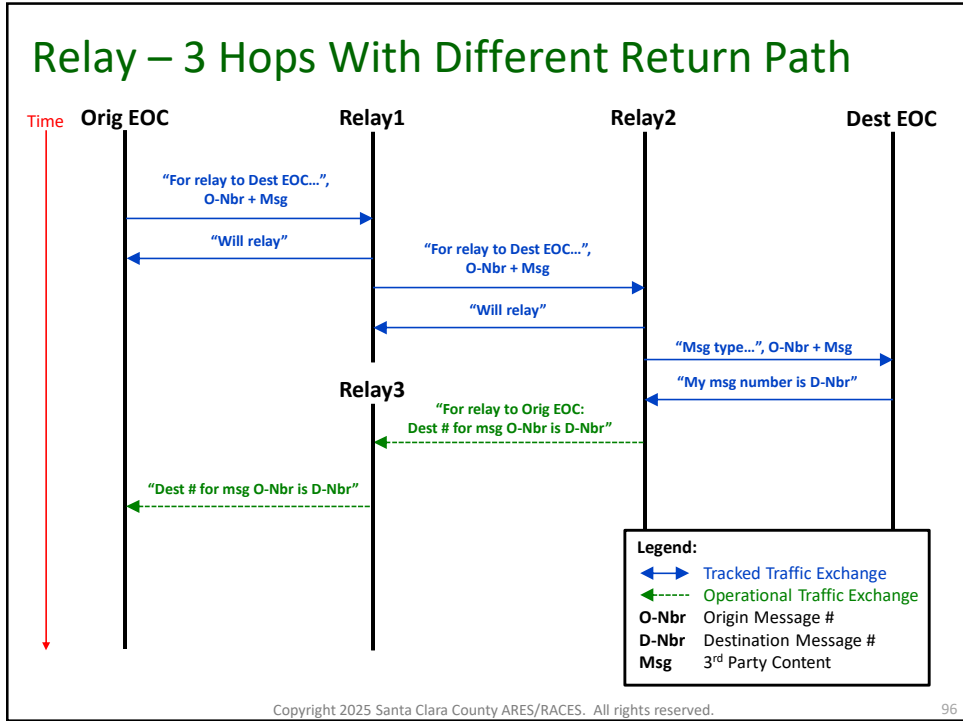 Relay – 3 Hops With Different Return Path
Time
Orig EOC
Relay1
Relay2
Dest EOC
“For relay to Dest EOC…”,
O-Nbr + Msg
“Will relay”
“For relay to Dest EOC…”,
O-Nbr + Msg
“Will relay”
“Msg type…”, O-Nbr + Msg
“My msg number is D-Nbr”
Relay3
“For relay to Orig EOC:
Dest # for msg O-Nbr is D-Nbr”
“Dest # for msg O-Nbr is D-Nbr”
Legend:
Tracked Traffic Exchange
Operational Traffic Exchange
O-Nbr Origin Message #
D-Nbr Destination Message #
Msg 3rd Party Content
Copyright 2025 Santa Clara County ARES/RACES. All rights reserved.
96